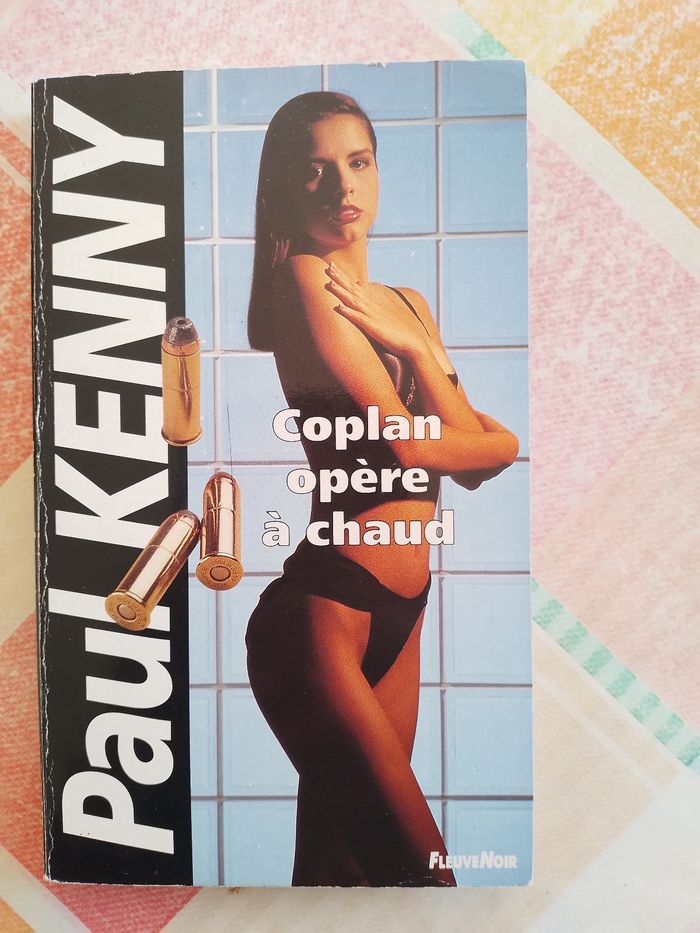 Paul KENNY
Coplan
opère
à chaud
FLEUVE NOIR